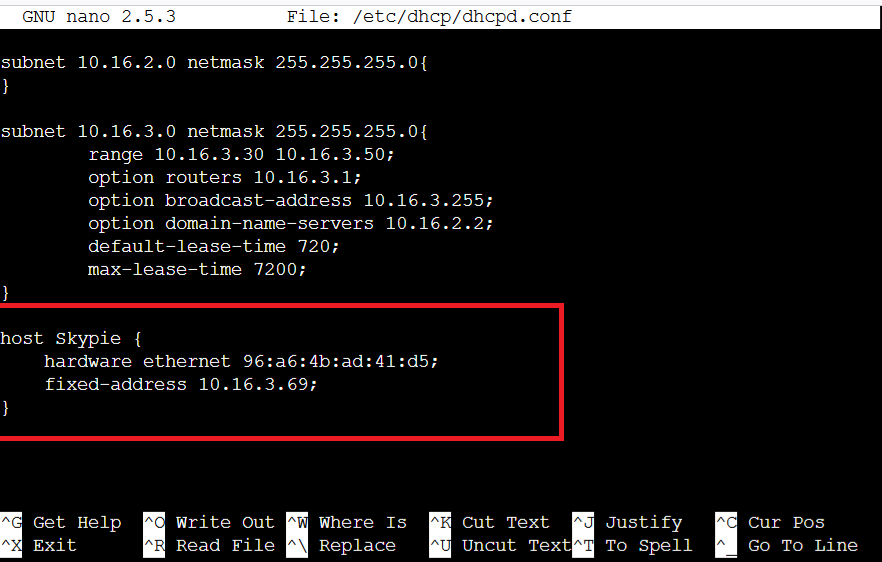 GNU nano 2.5.3 File: /etc/dhcp/dhcpd.conf
subnet 10.16.2.0 netmask 255.255.255.0{
}
subnet 10.16.3.0 netmask 255.255.255.0{
range 10.16.3.30 10.16.3.50;
option routers 10.16.3.1;
option broadcast-address 10.16.3.255;
option domain-name-servers 10.16.2.2;
default-lease-time 720;
max-lease-time 7200;
}
host Skypie {
hardware ethernet 96:a6:4b:ad:41:d5;
fixed-address 10.16.3.69;
}
^G Get Help ^O Write Out ^W Where Is ^K Cut Text ^J Justify ^C Cur Pos
^X Exit ^R Read File ^\ Replace ^U Uncut Text ^T To Spell ^_ Go To Line